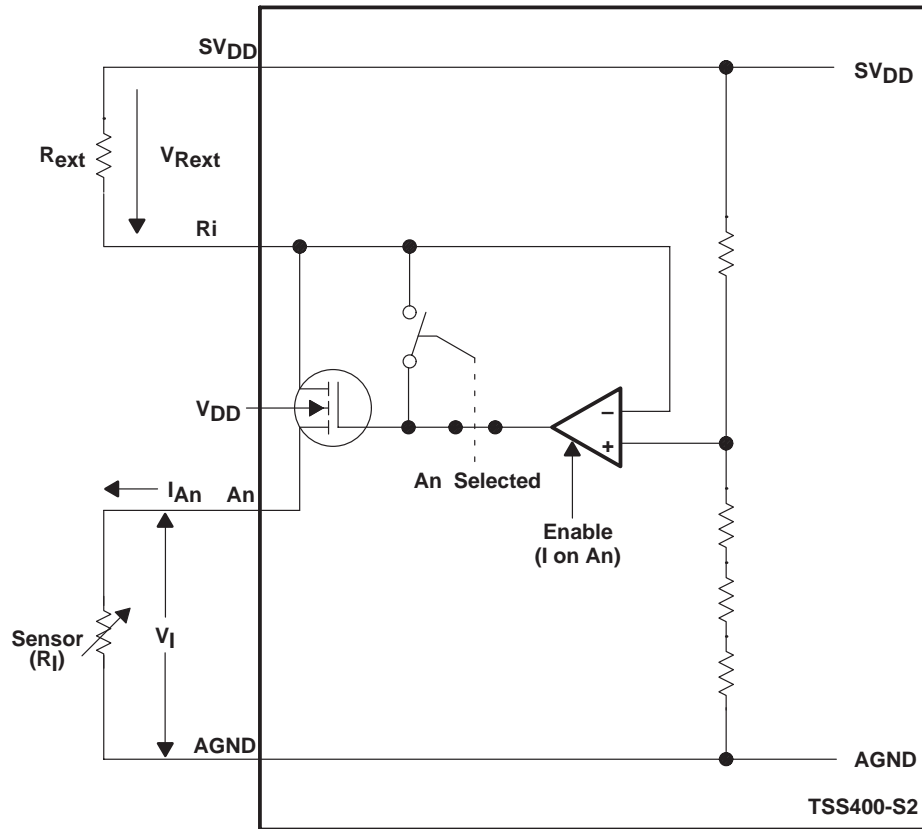 SVDD
SVDD
Rext
VRext
Ri
VDD
An Selected
Enable
(I on An)
IAn An
Sensor
(RI)
VI
AGND
AGND
TSS400-S2